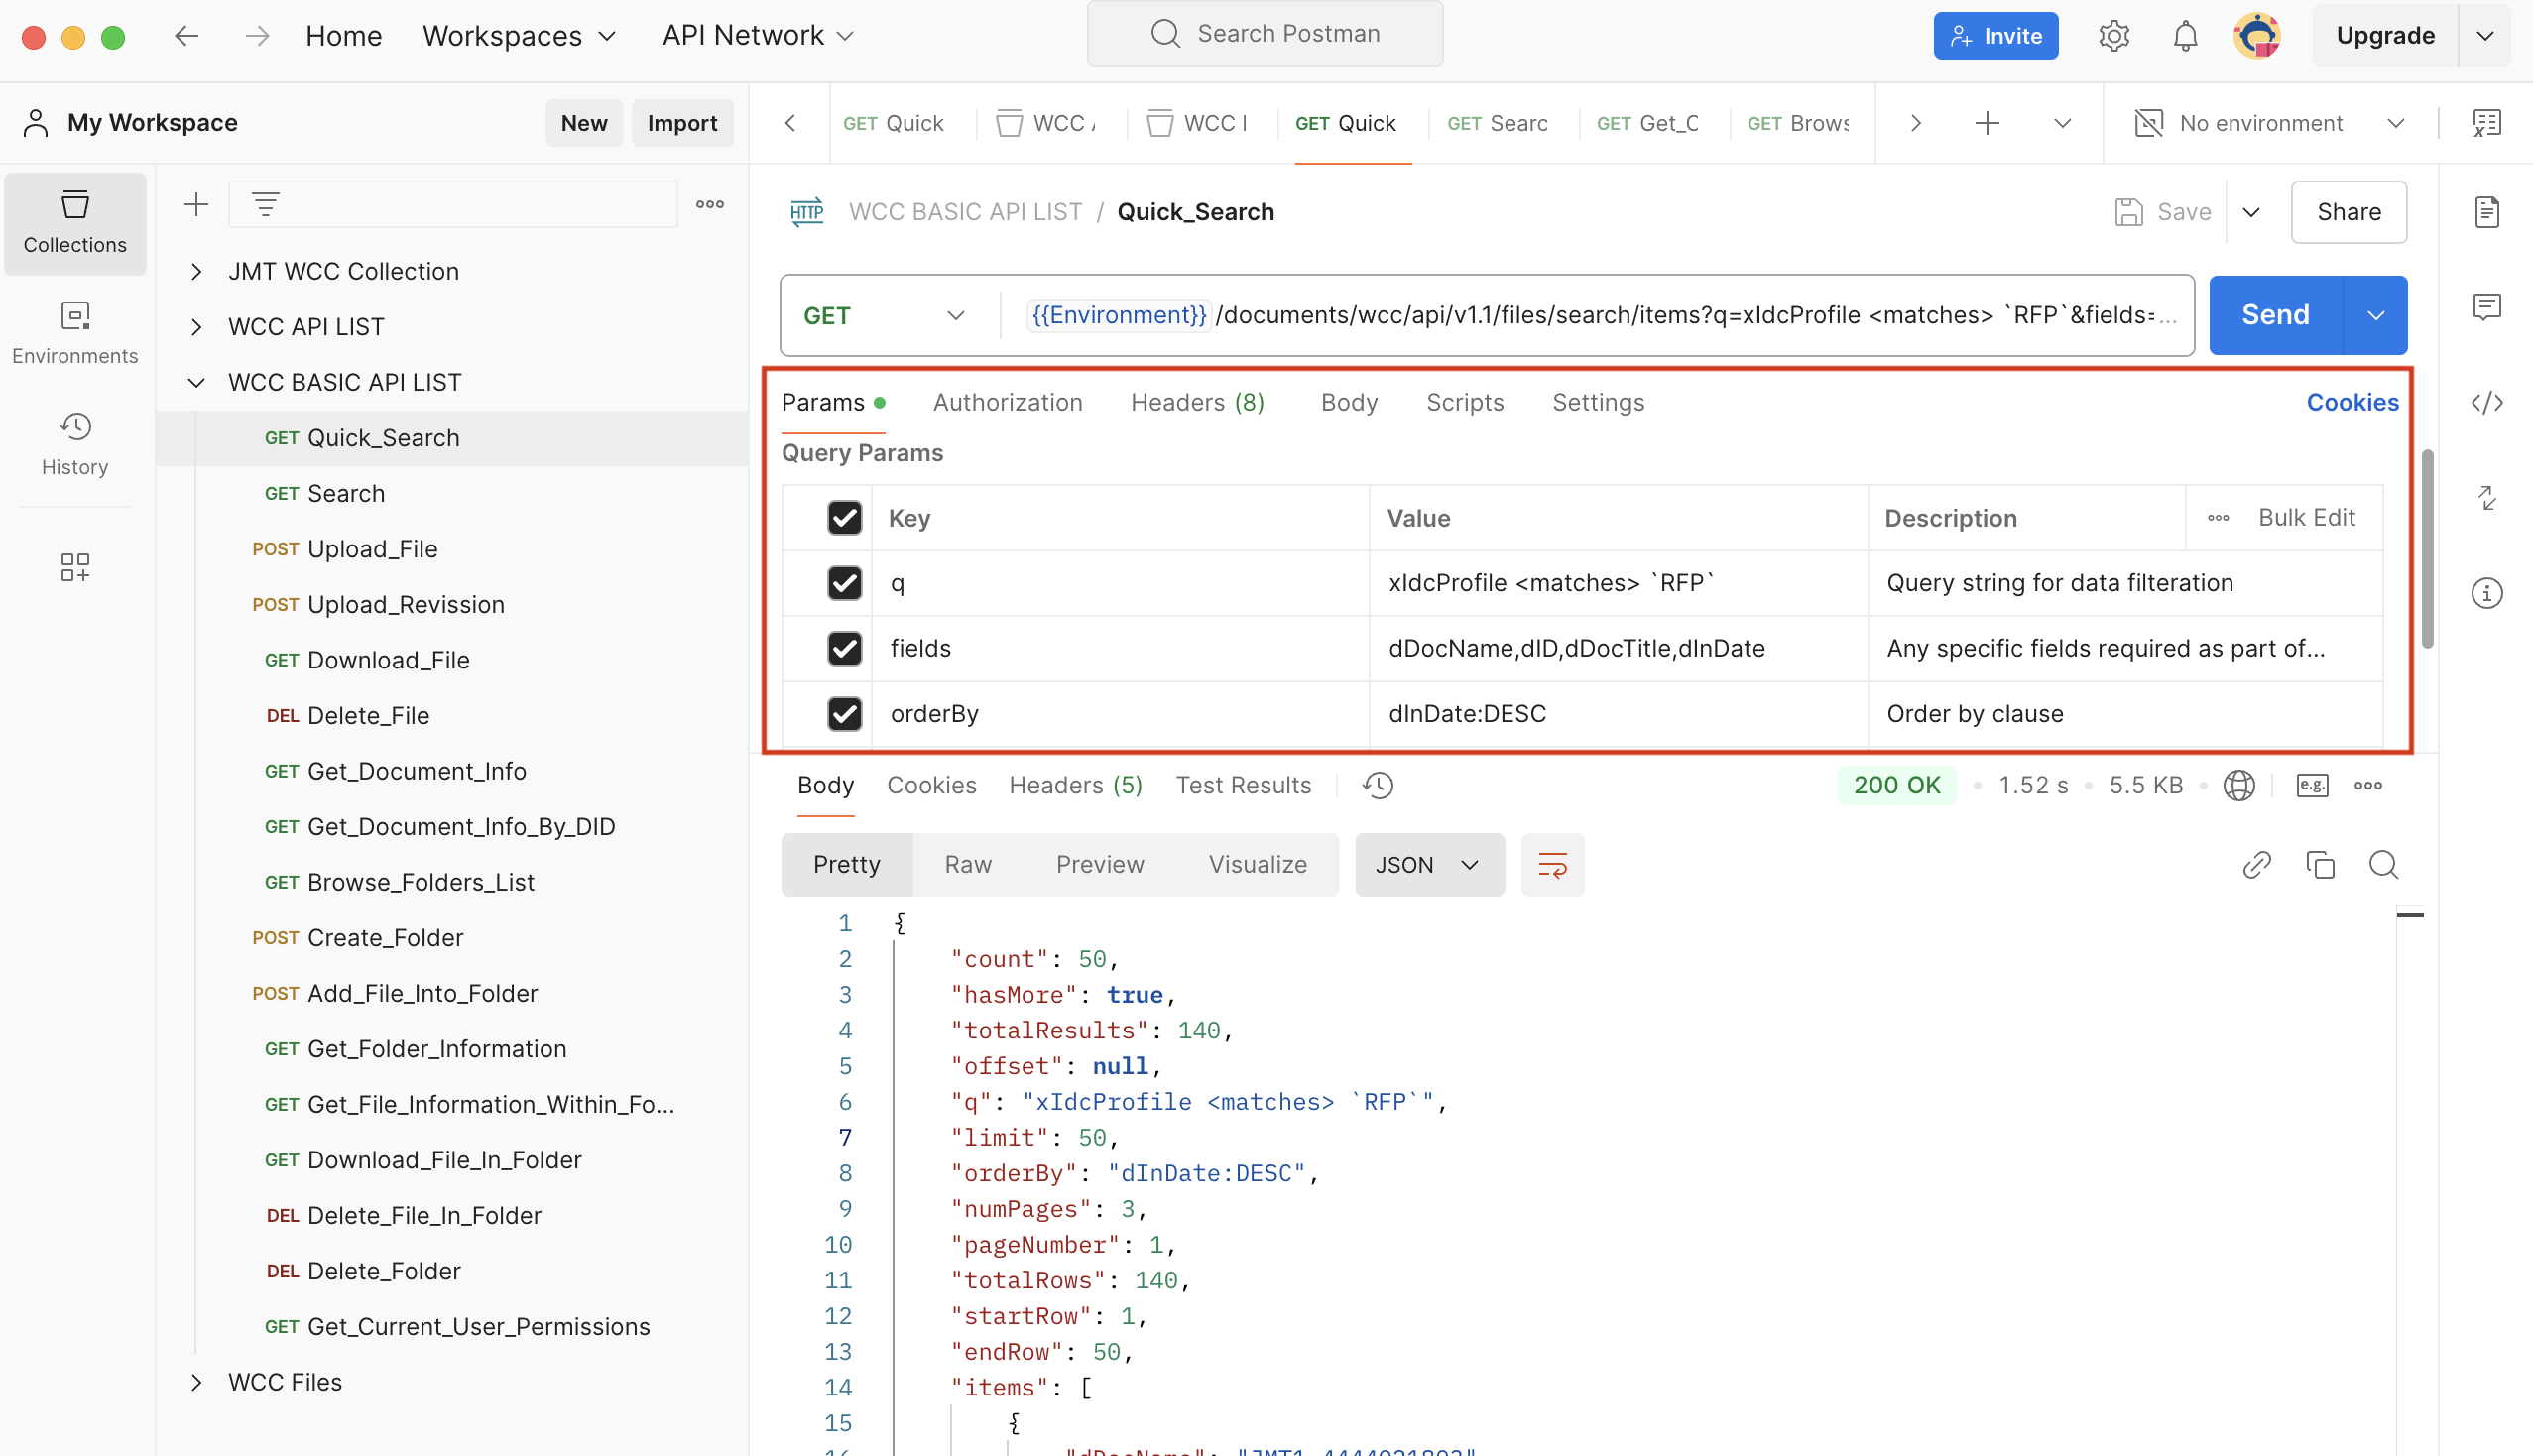 Home Workspaces API Network Search Postman Invite Upgrade
My Workspace New Import
GET Quick WCC WCC GET Quick GET Searc GET Get_C GET Brows No environment
Collections
Environments
History
JMT WCC Collection
WCC API LIST
WCC BASIC API LIST
GET Quick_Search
GET Search
POST Upload_File
POST Upload_Revission
GET Download_File
DEL Delete_File
GET Get_Document_Info
GET Get_Document_Info_By_DID
GET Browse_Folders_List
POST Create_Folder
POST Add_File_Into_Folder
GET Get_Folder_Information
GET Get_File_Information_Within_Fo...
GET Download_File_In_Folder
DEL Delete_File_In_Folder
DEL Delete_Folder
GET Get_Current_User_Permissions
WCC Files
HTTP WCC BASIC API LIST / Quick_Search Save Share
GET {{Environment}}/documents/wcc/api/v1.1/files/search/items?q=xIdcProfile <matches> `RFP`&fields=... Send
Params Authorization Headers (8) Body Scripts Settings Cookies
Query Params
Key Value Description Bulk Edit
q xIdcProfile <matches> `RFP` Query string for data filteration
fields dDocName,dID,dDocTitle,dInDate Any specific fields required as part of...
orderBy dInDate:DESC Order by clause
Body Cookies Headers (5) Test Results 200 OK 1.52 s 5.5 KB e.g.
Pretty Raw Preview Visualize JSON
1 {
2 "count": 50,
3 "hasMore": true,
4 "totalResults": 140,
5 "offset": null,
6 "q": "xIdcProfile <matches> `RFP`",
7 "limit": 50,
8 "orderBy": "dInDate:DESC",
9 "numPages": 3,
10 "pageNumber": 1,
11 "totalRows": 140,
12 "startRow": 1,
13 "endRow": 50,
14 "items": [
15 {